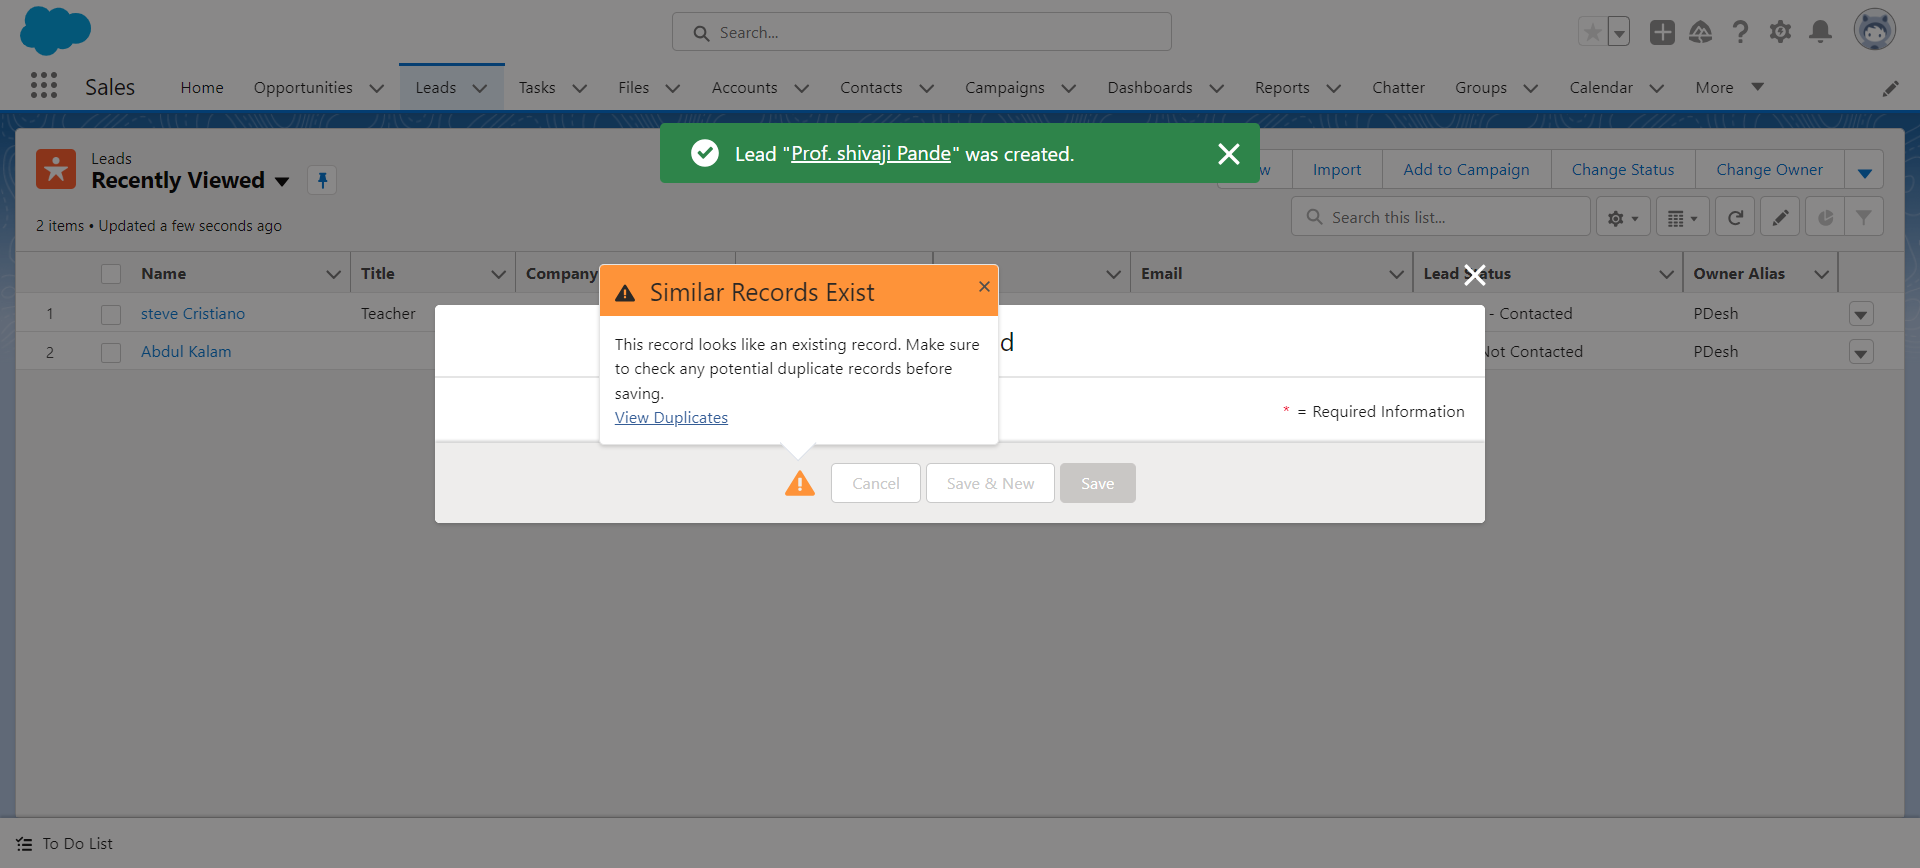 Search...
Sales
Home
Opportunities
Leads
Tasks
Files
Accounts
Contacts
Campaigns
Dashboards
Reports
Chatter
Groups
Calendar
More
Lead "Prof. shivaji Pande" was created.
Leads
Recently Viewed
Import
Add to Campaign
Change Status
Change Owner
2 items • Updated a few seconds ago
Search this list...
Name
Title
Company
Email
Lead Status
Owner Alias
1
steve Cristiano
Teacher
- Contacted
PDesh
2
Abdul Kalam
Not Contacted
PDesh
Similar Records Exist
This record looks like an existing record. Make sure
to check any potential duplicate records before
saving.
View Duplicates
* = Required Information
Cancel
Save & New
Save
To Do List